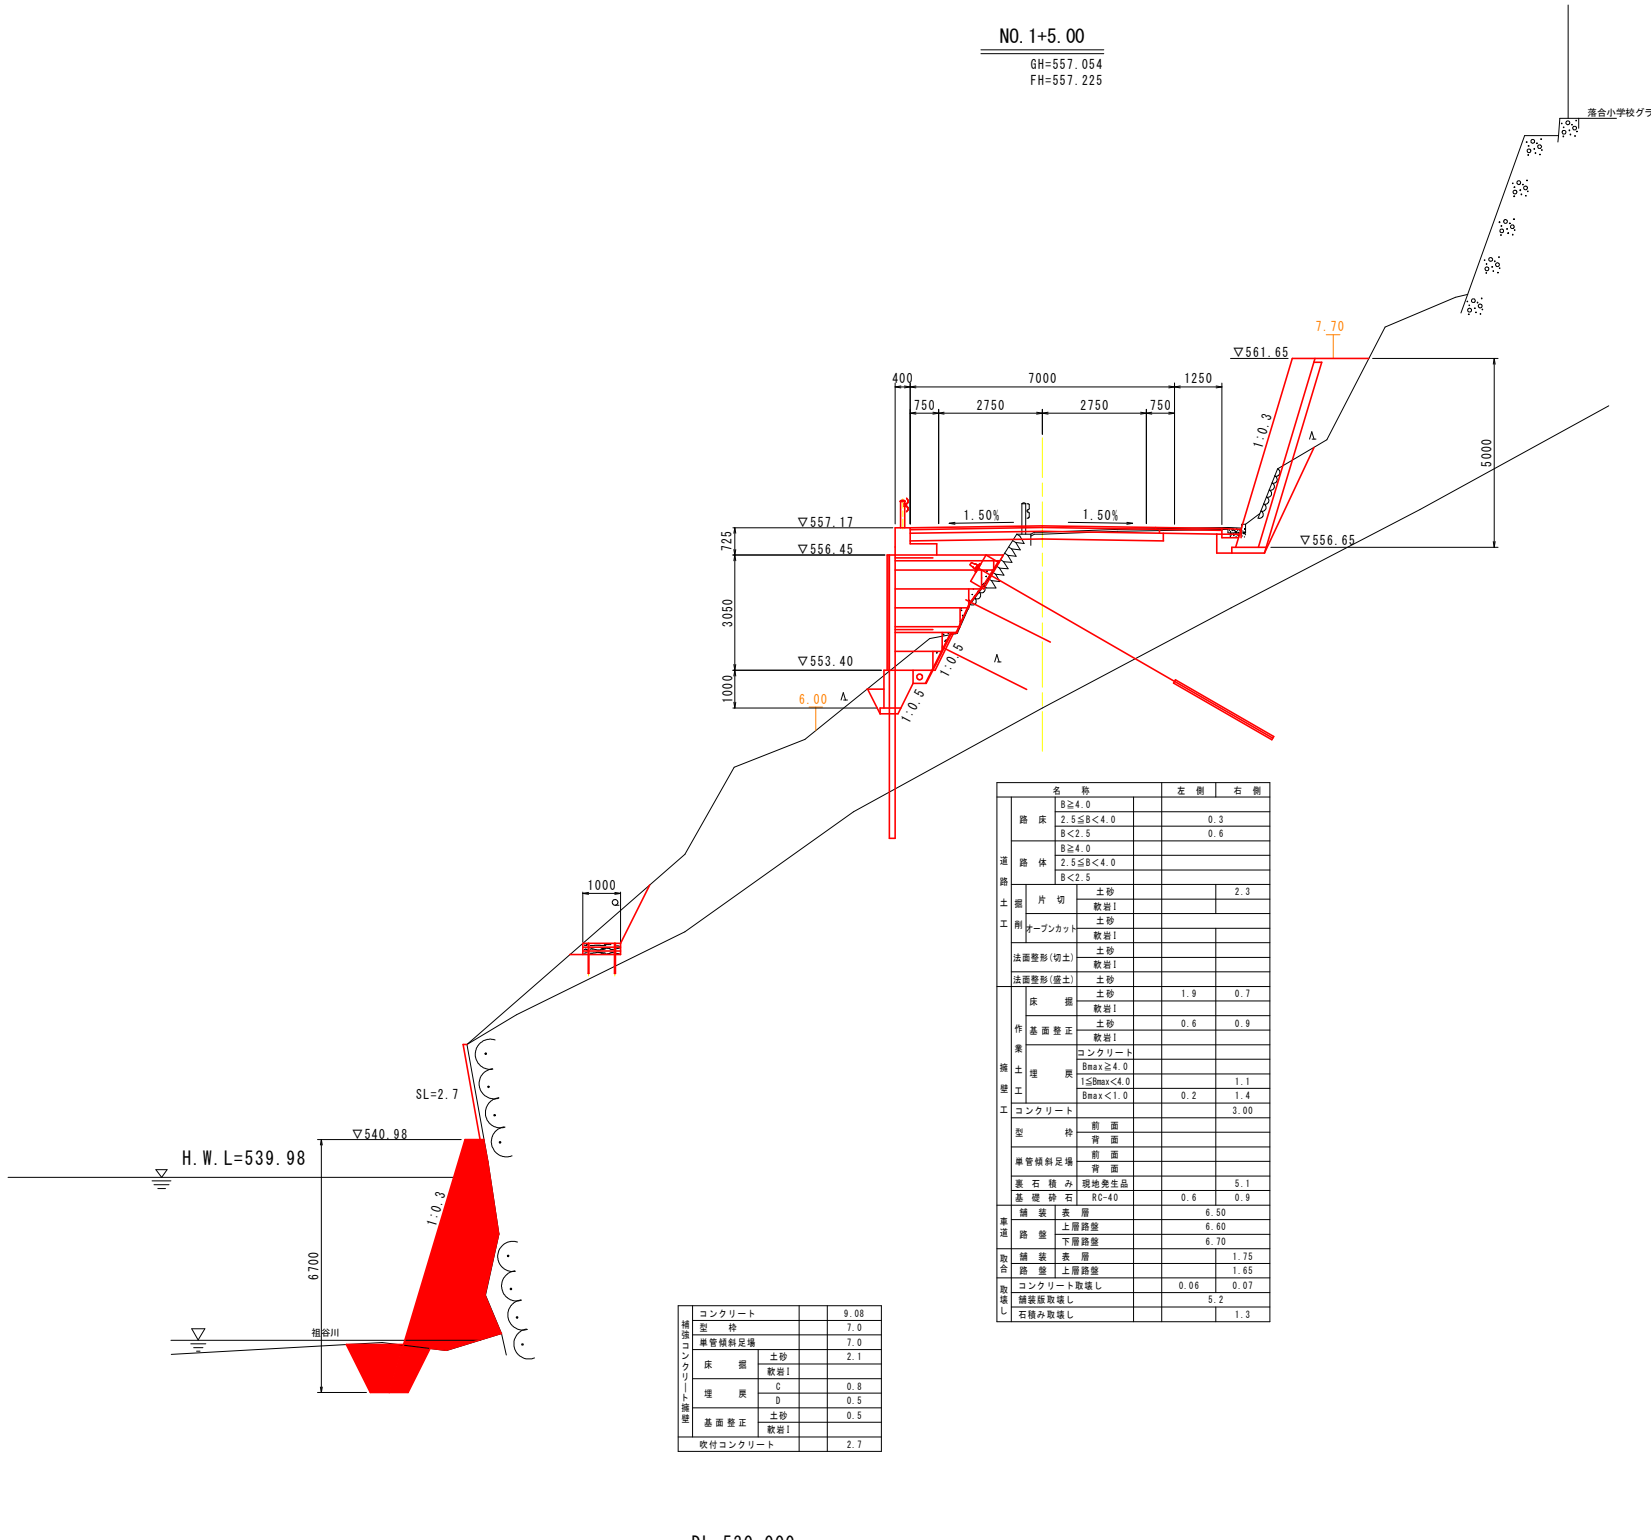 NO.1+5.00
GH=557.054
FH=557.225
落合小学校グラ
7.70
▽561.65
400 7000 1250
750 2750 2750 750
1:0.3
5000
1.50% 1.50%
▽557.17
725
▽556.45
▽556.65
3050
▽553.40
1:0.5
1000
6.00
1:0.5
1000
SL=2.7
▽540.98
H.W.L=539.98
1:0.3
6700
祖谷川
名 称 左 側 右 側
道路土工
路 床 B≧4.0
2.5≦B<4.0 0.3
B<2.5 0.6
路 体 B≧4.0
2.5≦B<4.0
B<2.5
掘削 片 切 土砂 2.3
軟岩I
オープンカット 土砂
軟岩I
法面整形(切土) 土砂
軟岩I
法面整形(盛土) 土砂
擁壁工
作業土工
床 掘 土砂 1.9 0.7
軟岩I
基面整正 土砂 0.6 0.9
軟岩I
埋 戻 コンクリート
Bmax≧4.0
1≦Bmax<4.0 1.1
Bmax<1.0 0.2 1.4
コンクリート 3.00
型 枠 前 面
背 面
単管傾斜足場 前 面
背 面
裏石積み 現地発生品 5.1
基礎砕石 RC-40 0.6 0.9
車道
舗 装 表 層 6.50
路 盤 上層路盤 6.60
下層路盤 6.70
取合
舗 装 表 層 1.75
路 盤 上層路盤 1.65
取壊し
コンクリート取壊し 0.06 0.07
舗装版取壊し 5.2
石積み取壊し 1.3
補強コンクリート擁壁
コンクリート 9.08
型 枠 7.0
単管傾斜足場 7.0
床 掘 土砂 2.1
軟岩I
埋 戻 C 0.8
D 0.5
基面整正 土砂 0.5
軟岩I
吹付コンクリート 2.7